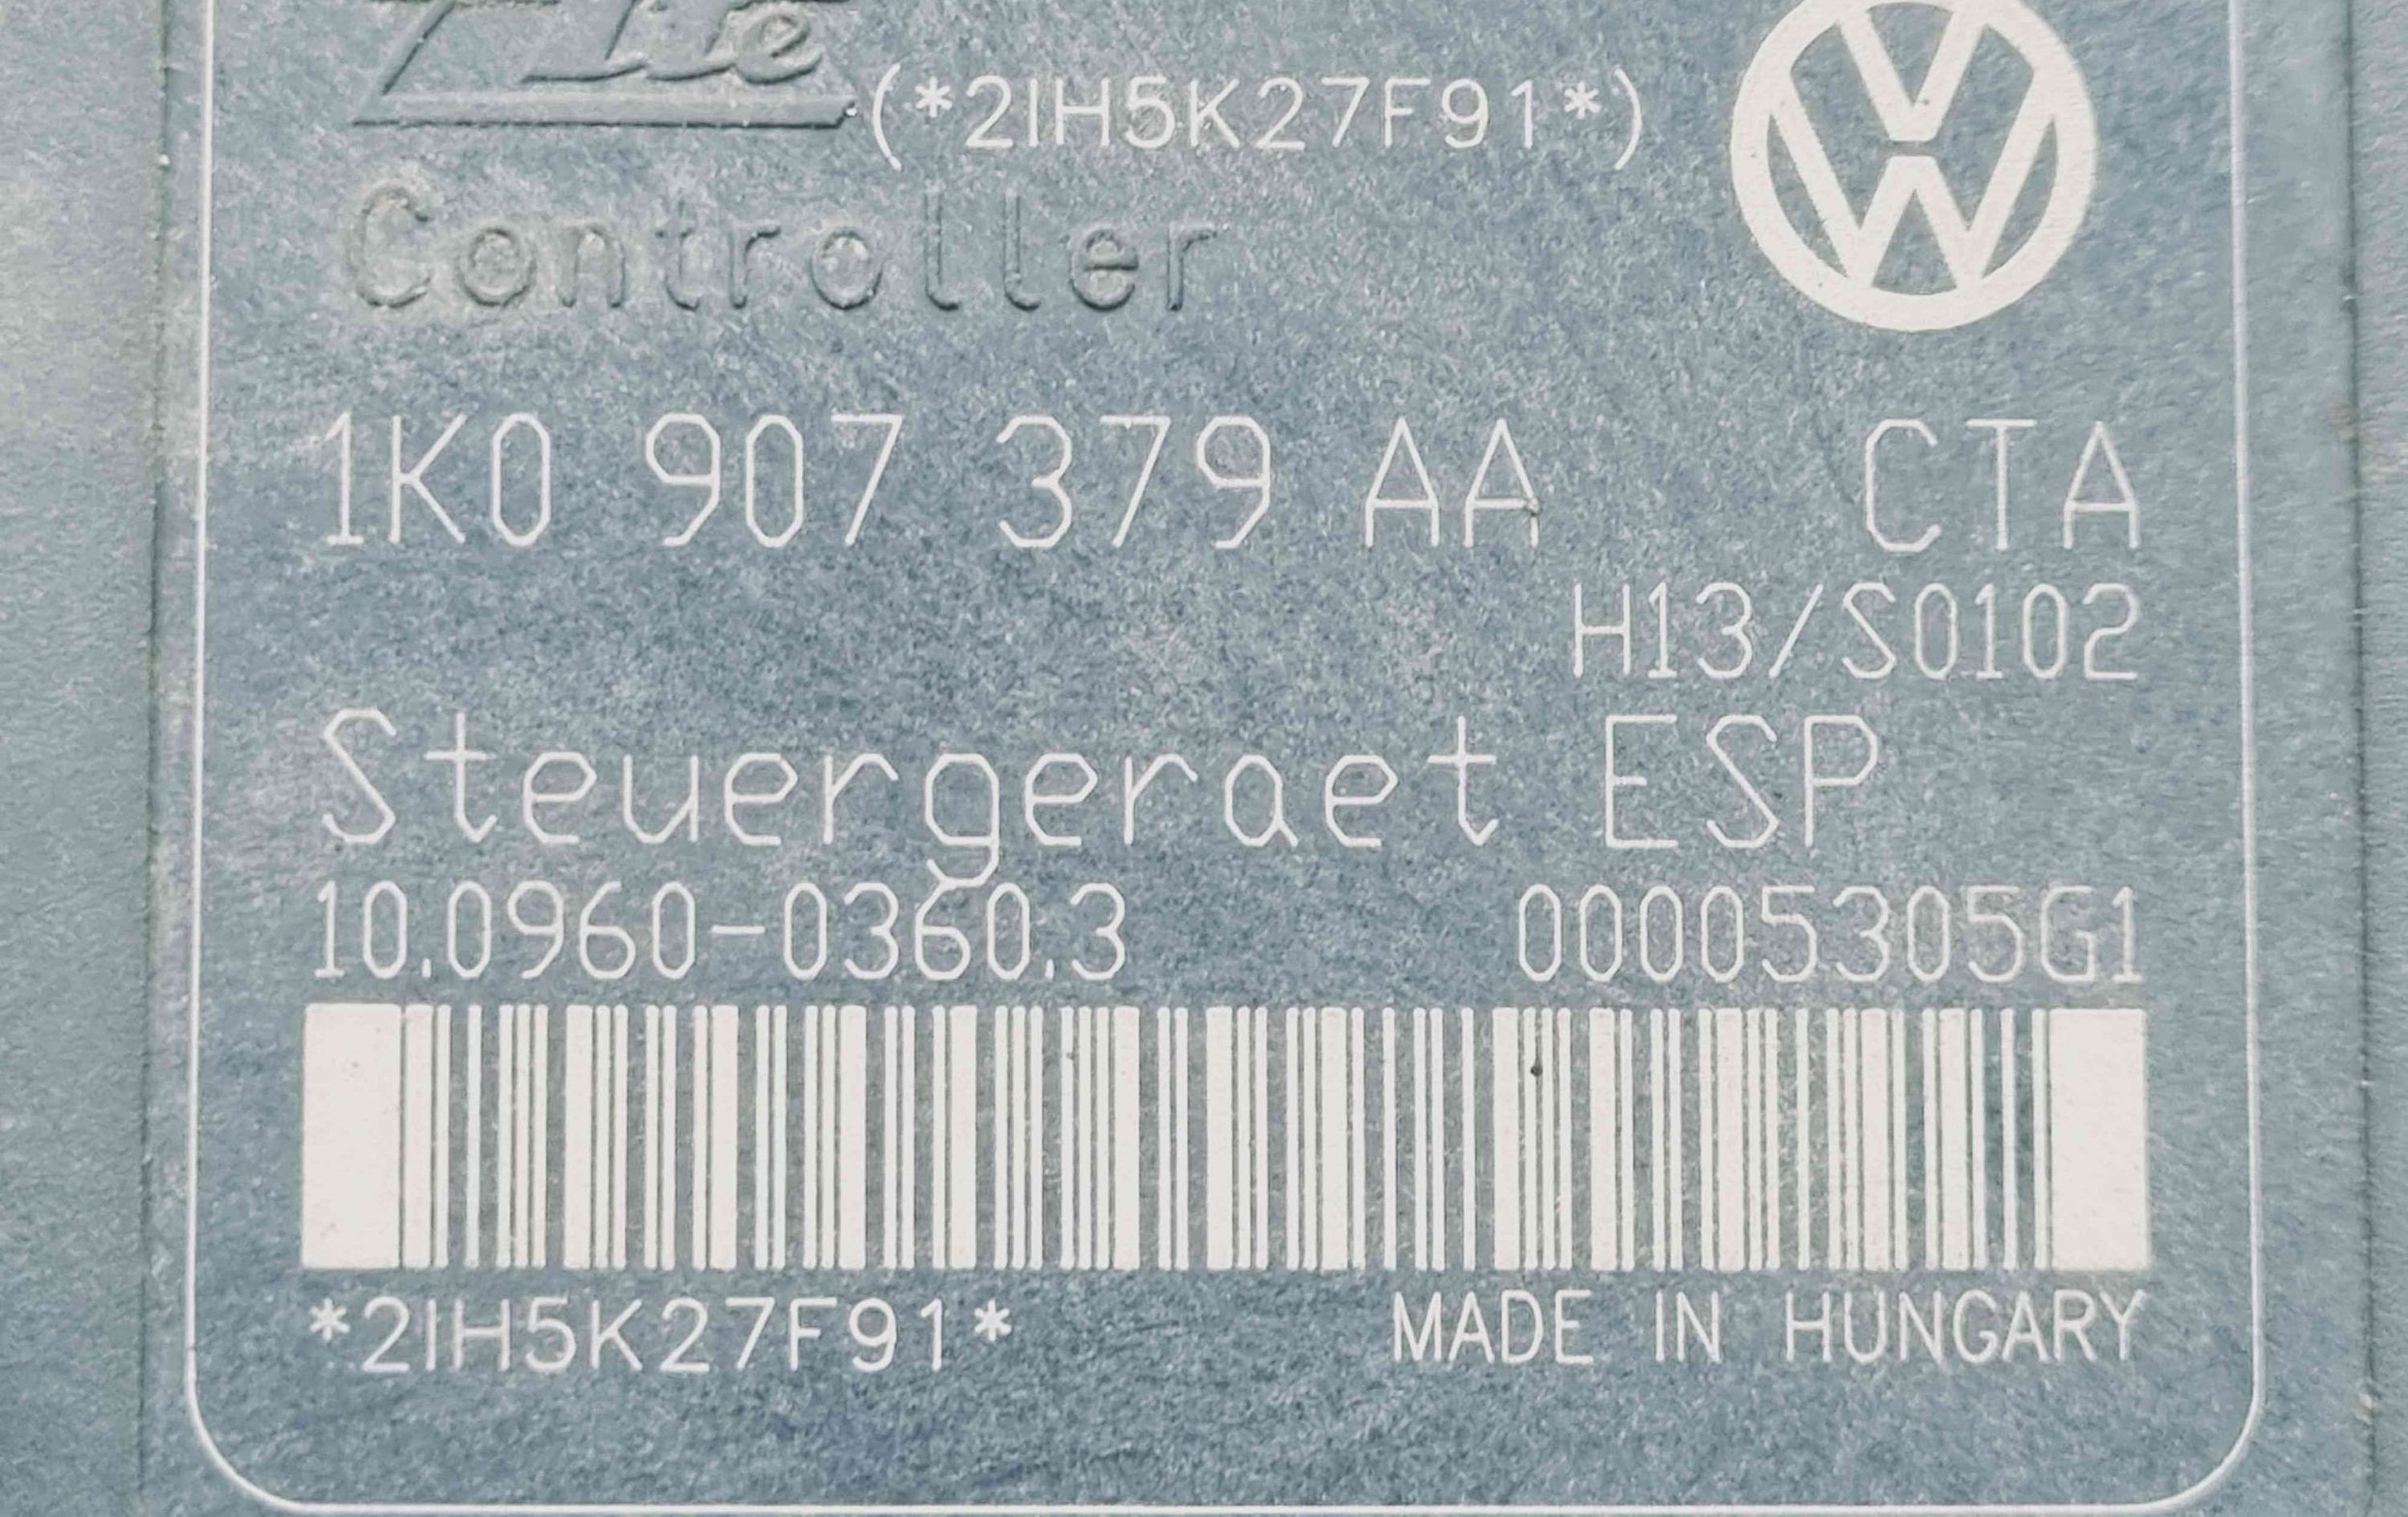 Ate
(*2IH5K27F91*)
Controller
1K0 907 379 AA CTA
H13/S0102
Steuergeraet ESP
10.0960-0360.3 00005305G1
*2IH5K27F91* MADE IN HUNGARY